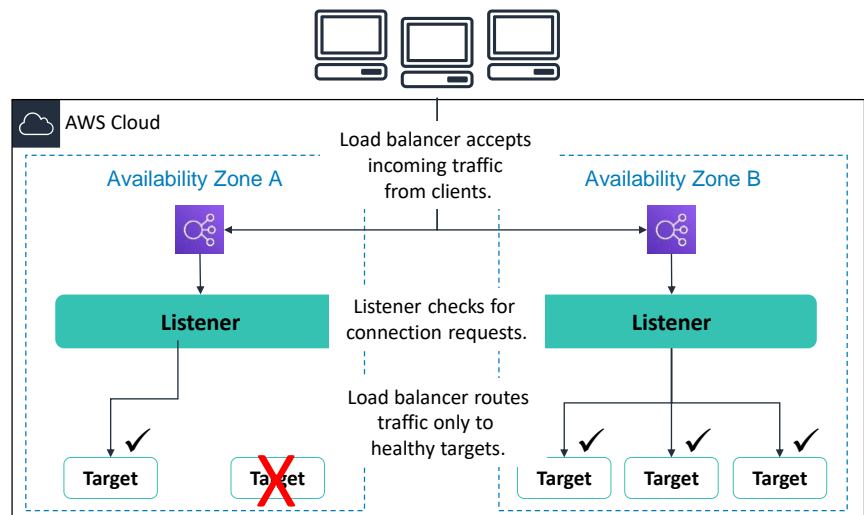 AWS Cloud
Load balancer accepts
incoming traffic
from clients.
Availability Zone A
Availability Zone B
Listener
Listener checks for
connection requests.
Listener
Load balancer routes
traffic only to
healthy targets.
Target
Target
Target
Target
Target